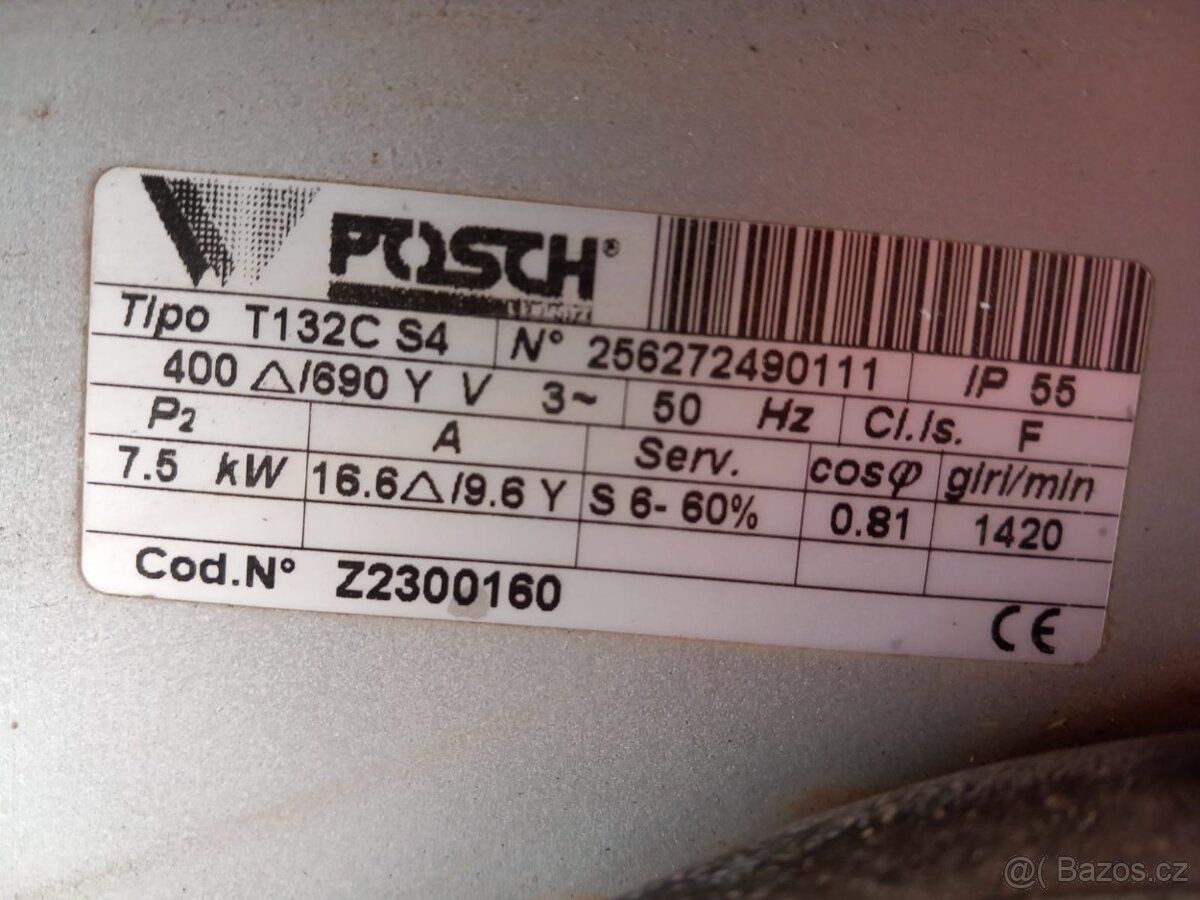 POSCH®
Tipo T132C S4 N° 256272490111 IP 55
400 △/690 Y V 3~ 50 Hz Cl.Is. F
P2 A Serv. cosφ giri/min
7.5 kW 16.6△/9.6 Y S 6- 60% 0.81 1420
Cod.N° Z2300160
CE
@( Bazos.cz